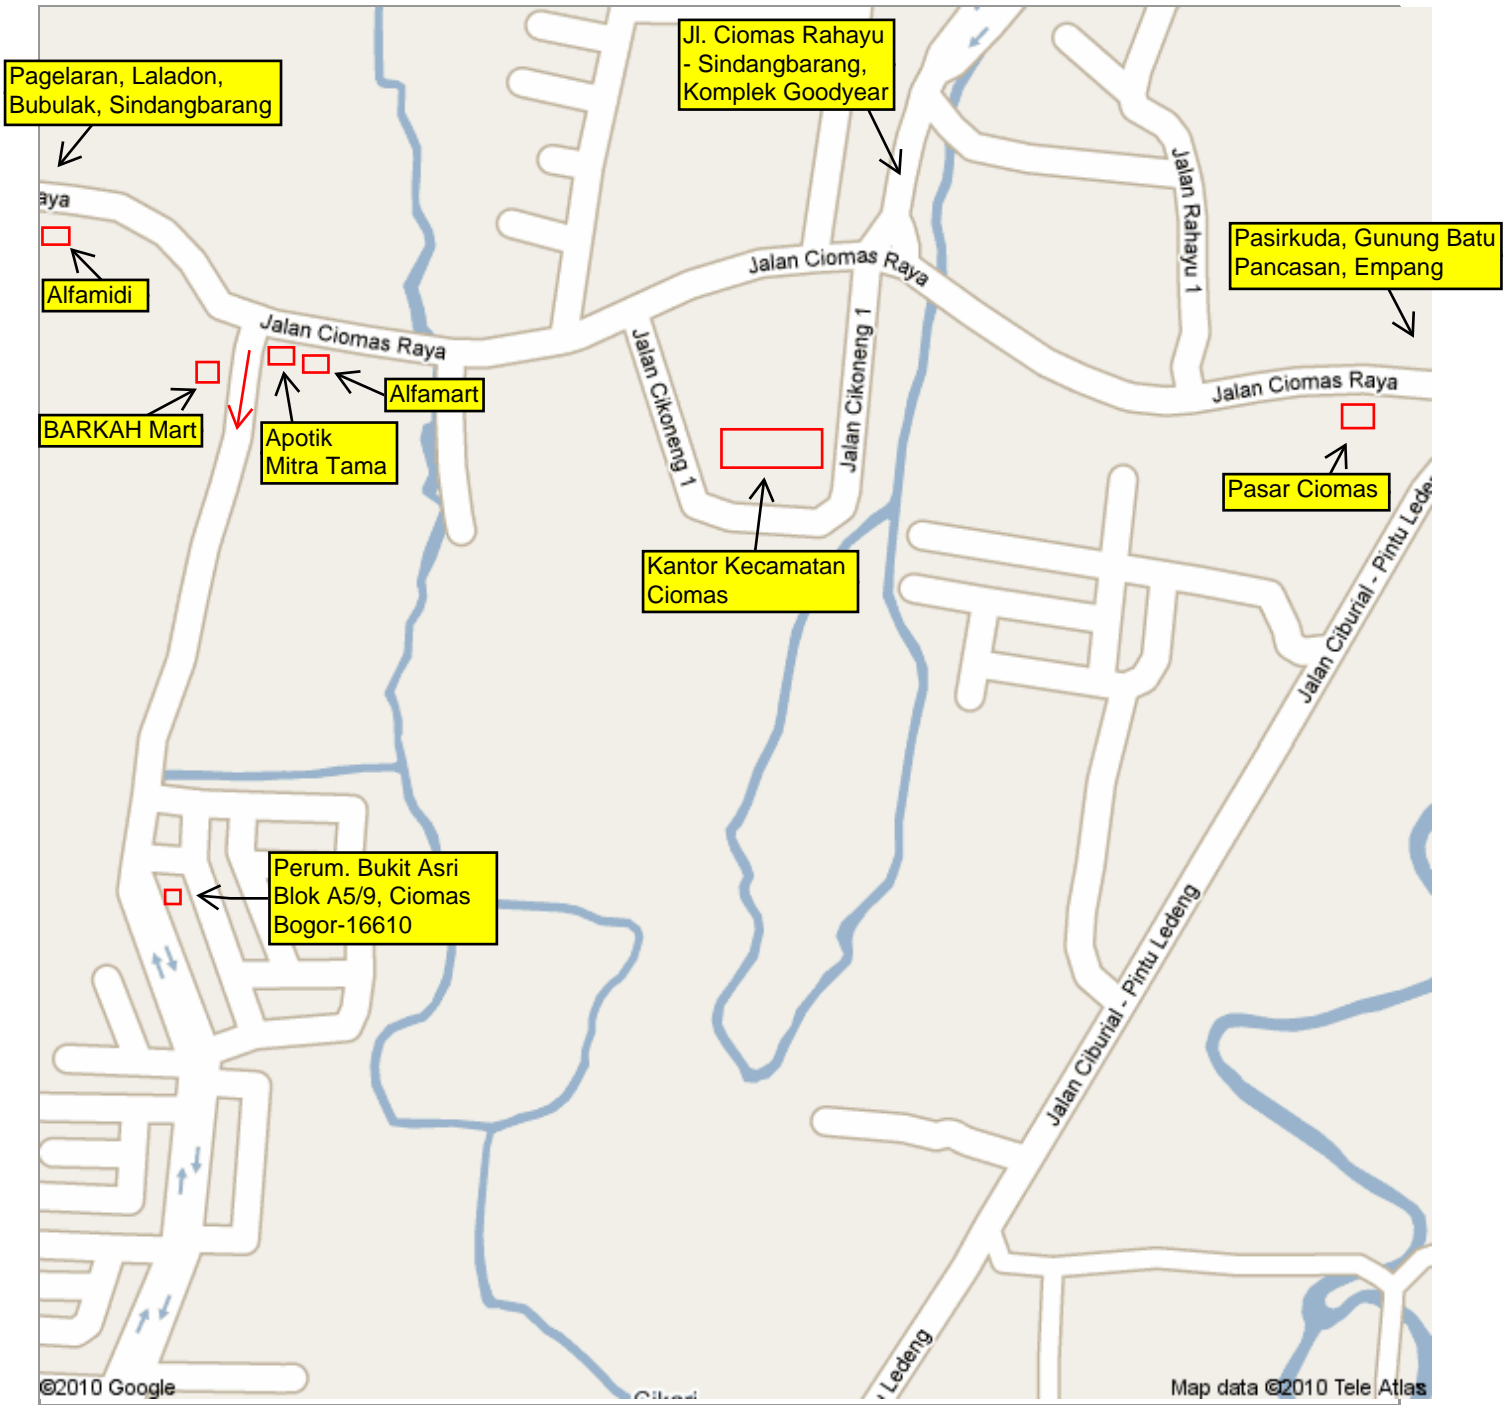 Jl. Ciomas Rahayu
- Sindangbarang,
Komplek Goodyear
Pagelaran, Laladon,
Bubulak, Sindangbarang
aya
Alfamidi
Jalan Rahayu 1
Pasirkuda, Gunung Batu
Pancasan, Empang
Jalan Ciomas Raya
Jalan Ciomas Raya
Jalan Cikoneng 1
Jalan Cikoneng 1
Jalan Ciomas Raya
Alfamart
BARKAH Mart
Apotik
Mitra Tama
Pasar Ciomas
Kantor Kecamatan
Ciomas
Jalan Ciburial - Pintu Lede
Perum. Bukit Asri
Blok A5/9, Ciomas
Bogor-16610
Jalan Ciburial - Pintu Ledeng
Ledeng
©2010 Google
Map data ©2010 Tele Atlas